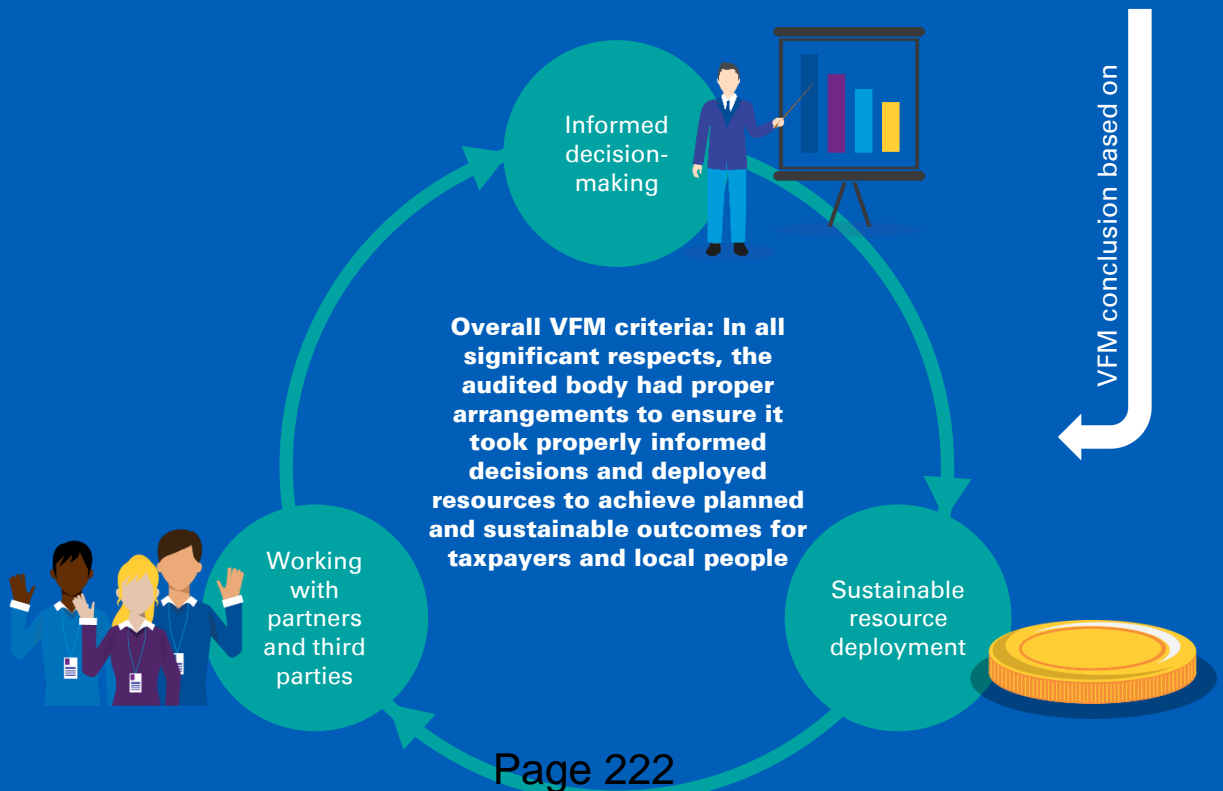 Informed
decision-
making
VFM conclusion based on
Overall VFM criteria: In all
significant respects, the
audited body had proper
arrangements to ensure it
took properly informed
decisions and deployed
resources to achieve planned
and sustainable outcomes for
taxpayers and local people
Working
with
partners
and third
parties
Sustainable
resource
deployment
Page 222